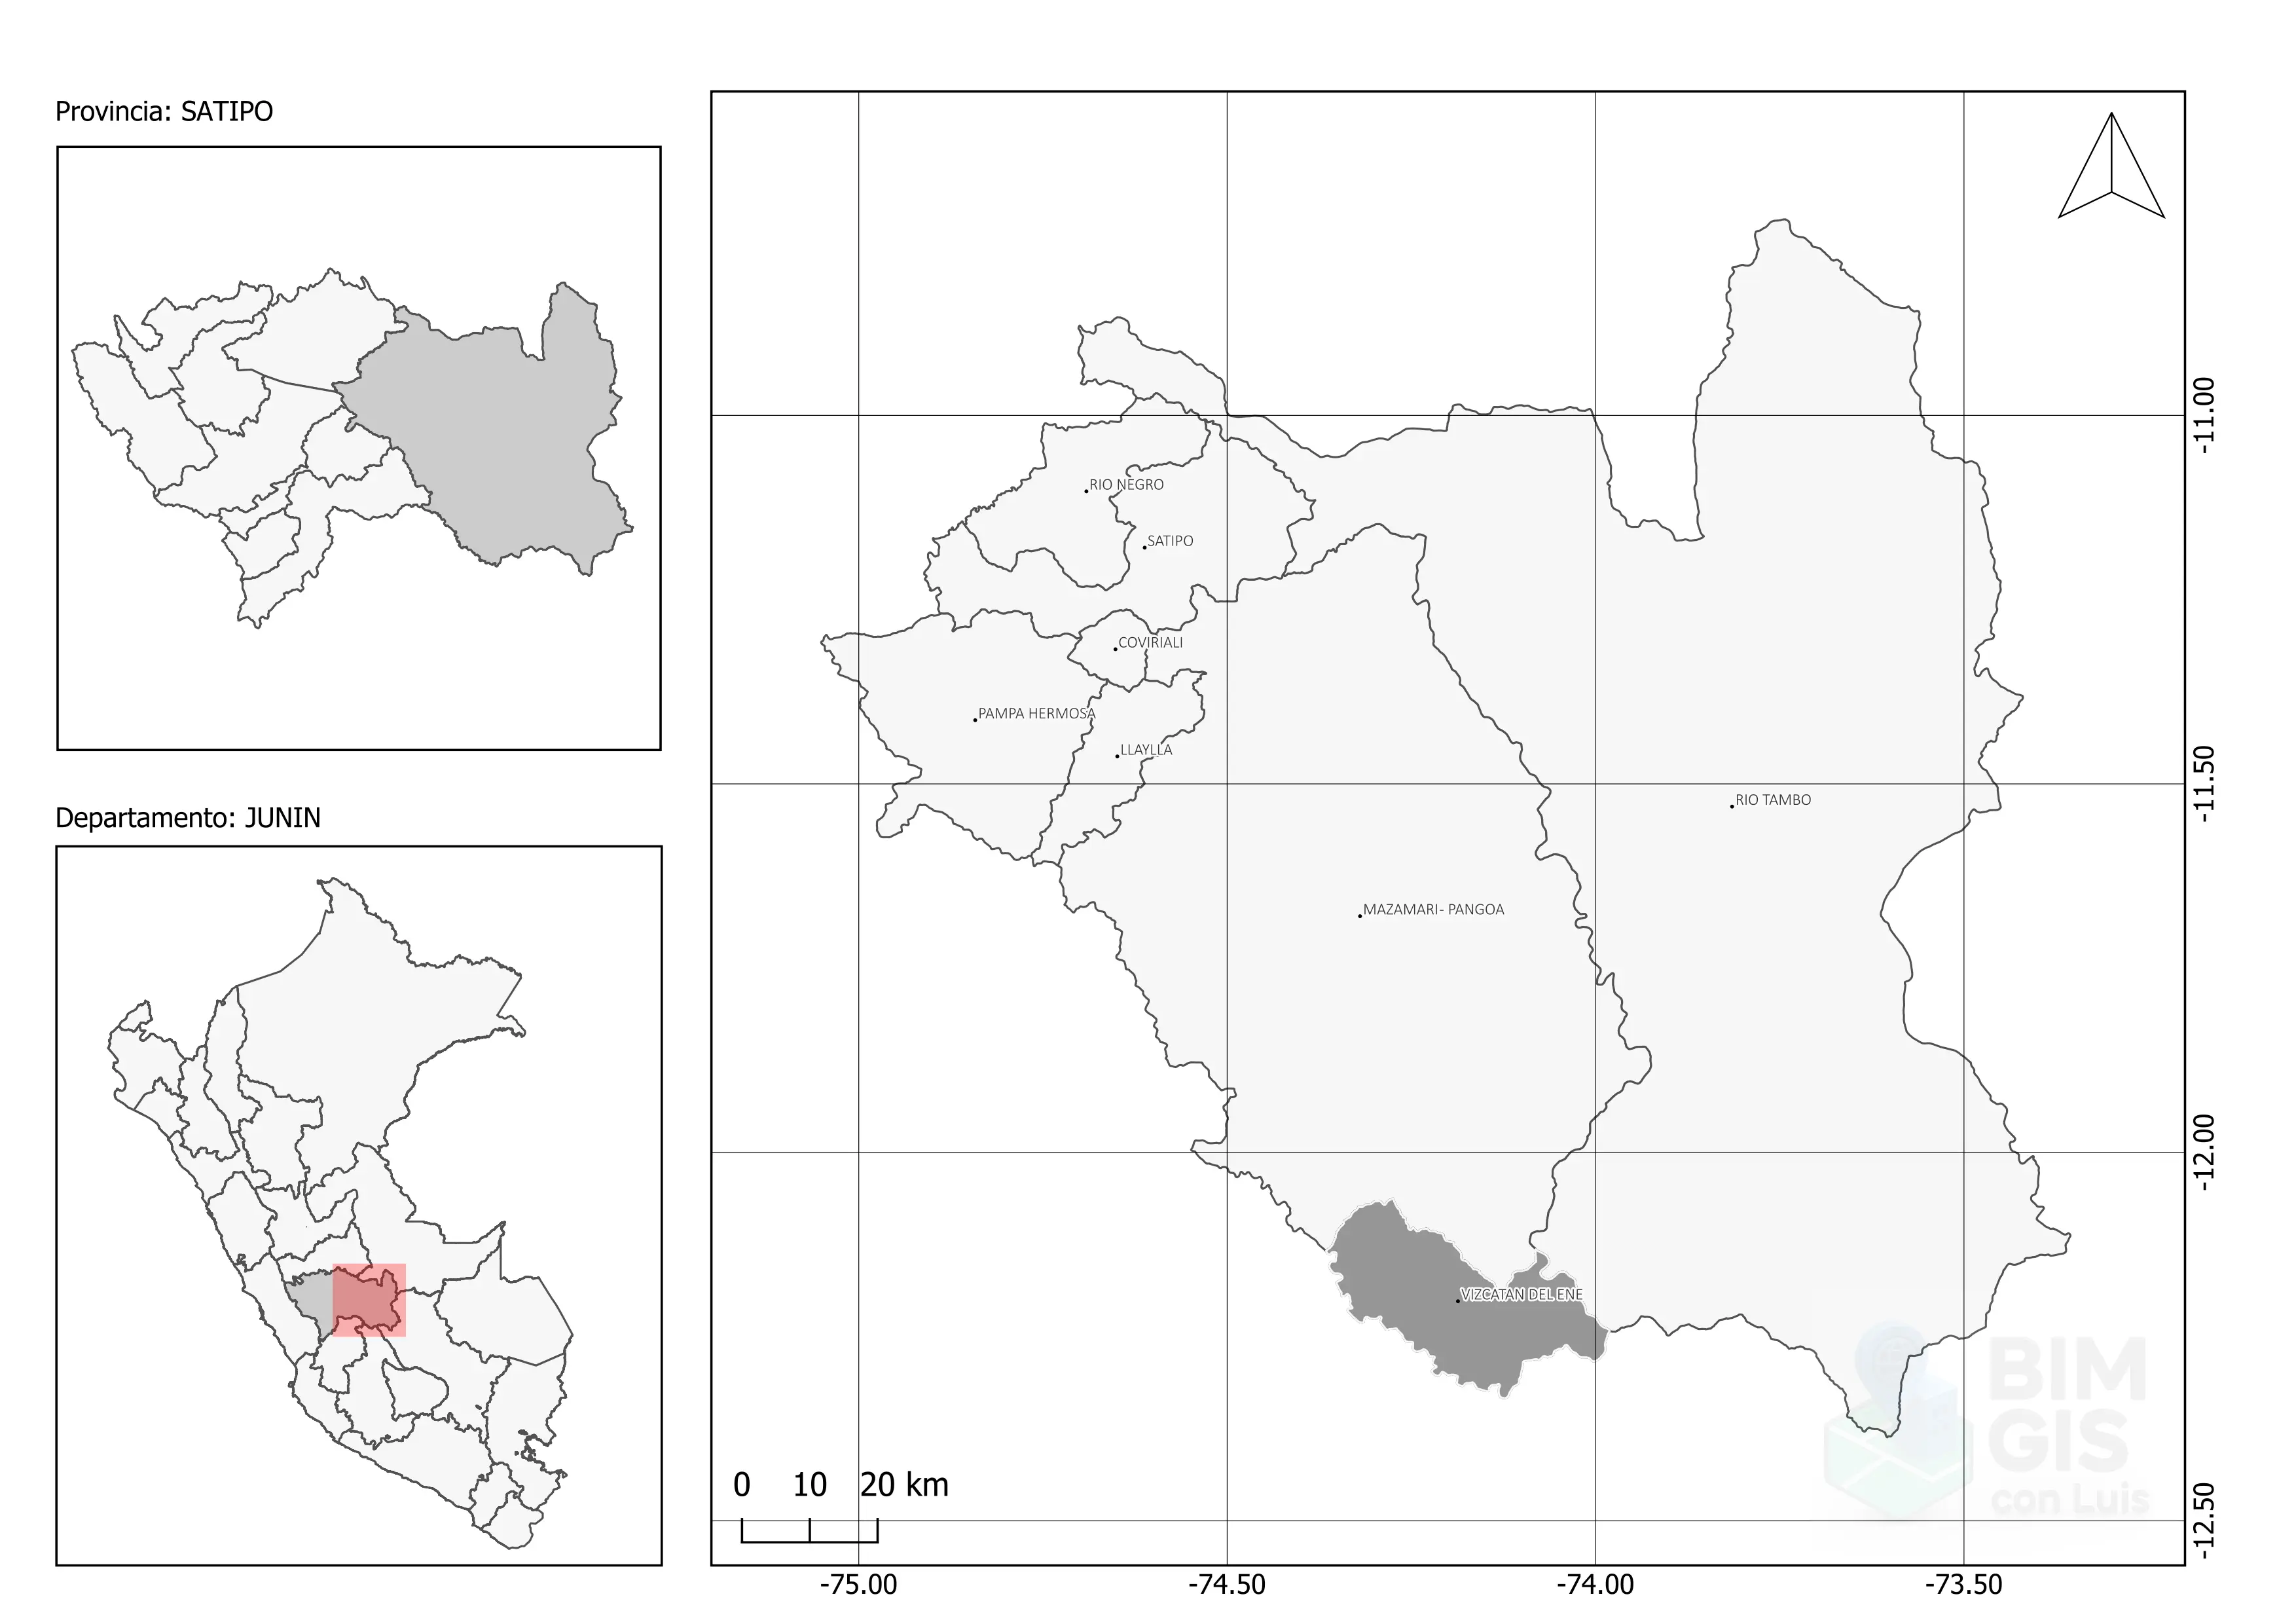 Provincia: SATIPO
Departamento: JUNIN
RIO NEGRO
SATIPO
COVIRIALI
PAMPA HERMOSA
LLAYLLA
RIO TAMBO
MAZAMARI- PANGOA
VIZCATAN DEL ENE
0 10 20 km
-11.00
-11.50
-12.00
-12.50
-75.00 -74.50 -74.00 -73.50
BIM
GIS
con Luis